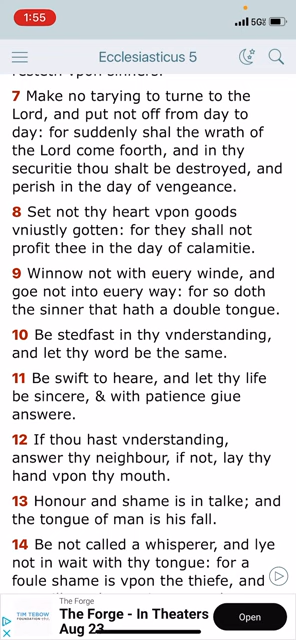 1:55
5G
Ecclesiasticus 5
resteth vpon sinners.
7 Make no tarying to turne to the
Lord, and put not off from day to
day: for suddenly shal the wrath of
the Lord come foorth, and in thy
securitie thou shalt be destroyed, and
perish in the day of vengeance.
8 Set not thy heart vpon goods
vniustly gotten: for they shall not
profit thee in the day of calamitie.
9 Winnow not with euery winde, and
goe not into euery way: for so doth
the sinner that hath a double tongue.
10 Be stedfast in thy vnderstanding,
and let thy word be the same.
11 Be swift to heare, and let thy life
be sincere, & with patience giue
answere.
12 If thou hast vnderstanding,
answer thy neighbour, if not, lay thy
hand vpon thy mouth.
13 Honour and shame is in talke; and
the tongue of man is his fall.
14 Be not called a whisperer, and lye
not in wait with thy tongue: for a
foule shame is vpon the thiefe, and
The Forge
TIM TEBOW
FOUNDATION
The Forge - In Theaters
Aug 23
Open